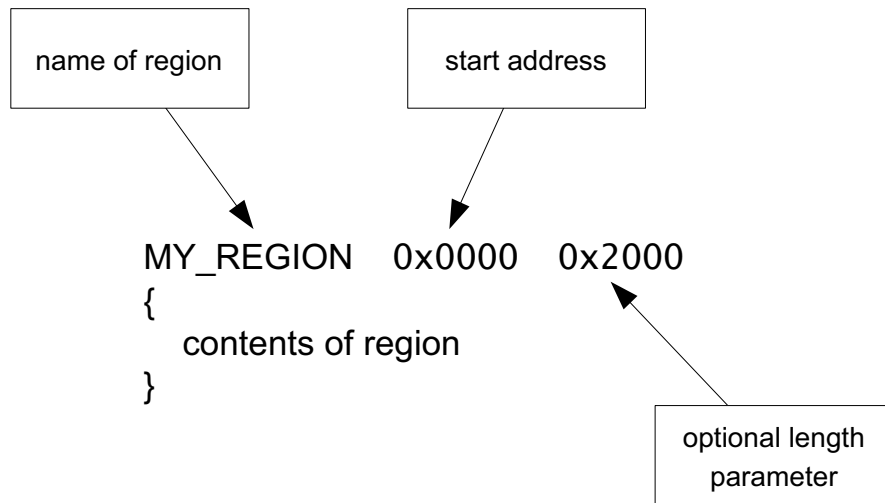 name of region
start address
MY_REGION 0x0000 0x2000
{
contents of region
}
optional length
parameter